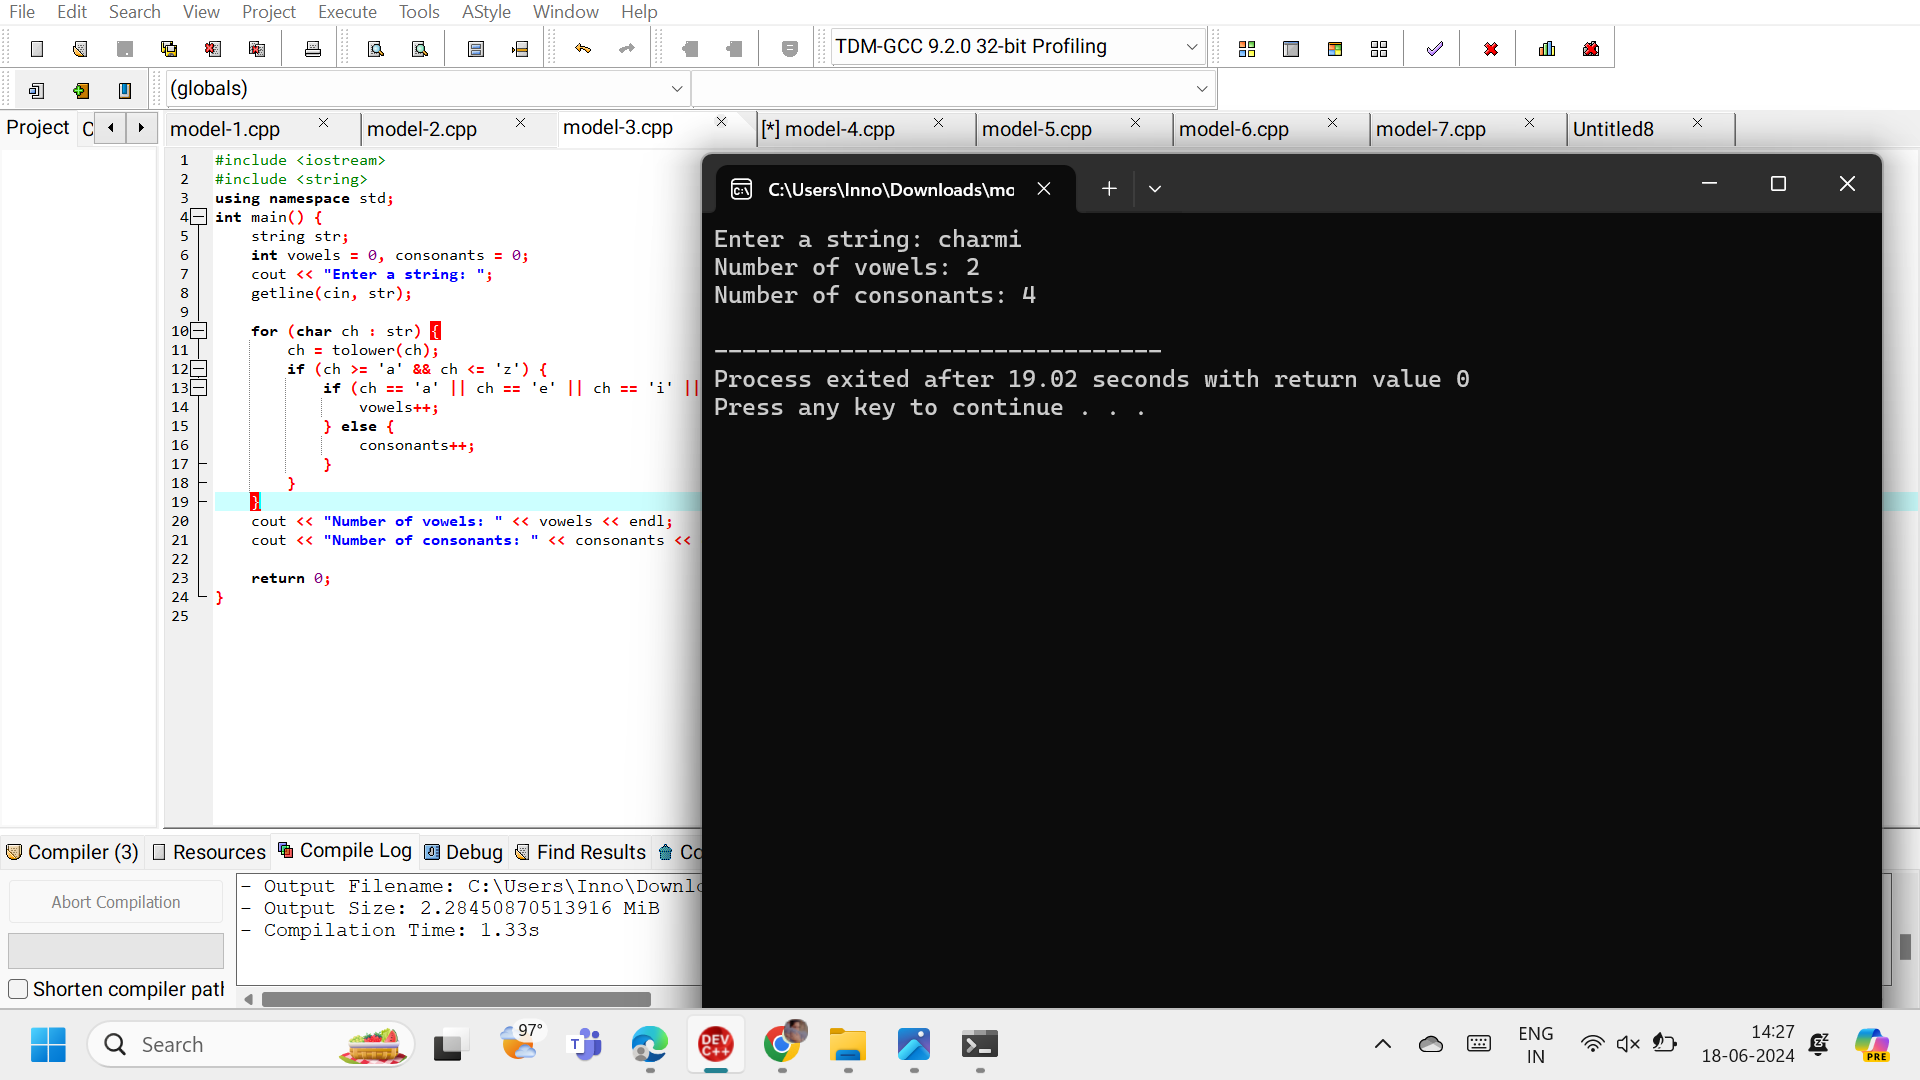 File Edit Search View Project Execute Tools AStyle Window Help
TDM-GCC 9.2.0 32-bit Profiling
(globals)
Project C model-1.cpp model-2.cpp model-3.cpp [*] model-4.cpp model-5.cpp model-6.cpp model-7.cpp Untitled8
1 #include <iostream>
2 #include <string>
3 using namespace std;
4 int main() {
5 string str;
6 int vowels = 0, consonants = 0;
7 cout << "Enter a string: ";
8 getline(cin, str);
9
10 for (char ch : str) {
11 ch = tolower(ch);
12 if (ch >= 'a' && ch <= 'z') {
13 if (ch == 'a' || ch == 'e' || ch == 'i' ||
14 vowels++;
15 } else {
16 consonants++;
17 }
18 }
19 }
20 cout << "Number of vowels: " << vowels << endl;
21 cout << "Number of consonants: " << consonants <<
22
23 return 0;
24 }
25
C:\Users\Inno\Downloads\mo
Enter a string: charmi
Number of vowels: 2
Number of consonants: 4
--------------------------------
Process exited after 19.02 seconds with return value 0
Press any key to continue . . .
Compiler (3) Resources Compile Log Debug Find Results Co
Abort Compilation
Shorten compiler path
- Output Filename: C:\Users\Inno\Downlo
- Output Size: 2.28450870513916 MiB
- Compilation Time: 1.33s
Search
97°
DEV C++
ENG
IN
14:27
18-06-2024
PRE